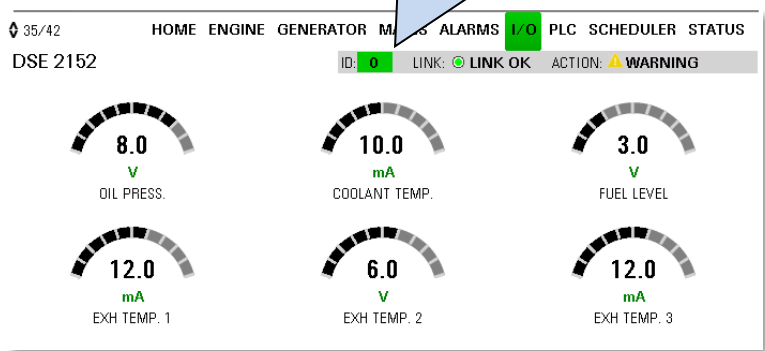 35/42 HOME ENGINE GENERATOR ALARMS I/O PLC SCHEDULER STATUS
DSE 2152 ID: 0 LINK: LINK OK ACTION: WARNING
8.0 10.0 3.0
V mA V
OIL PRESS. COOLANT TEMP. FUEL LEVEL
12.0 6.0 12.0
mA V mA
EXH TEMP. 1 EXH TEMP. 2 EXH TEMP. 3